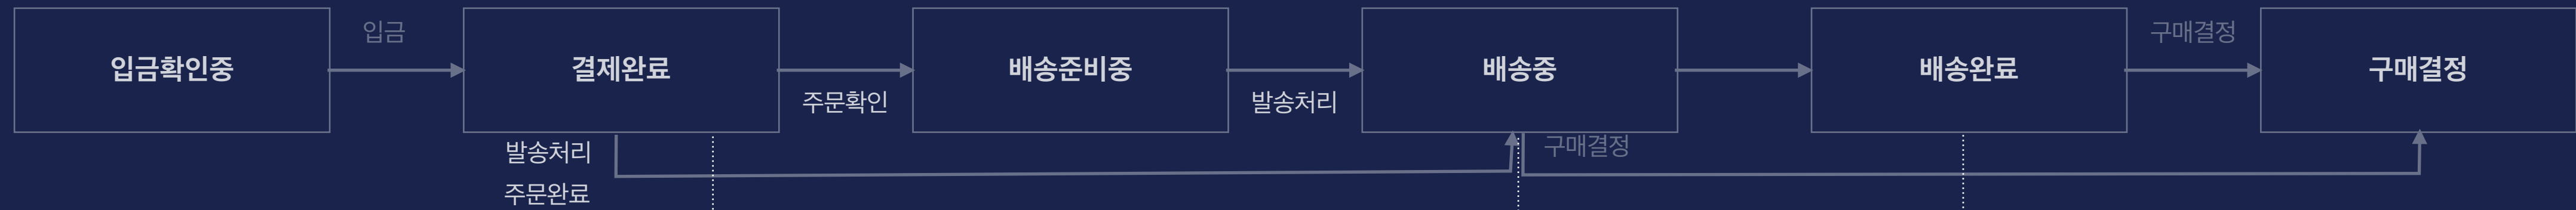 입금
구매결정
입금확인중
결제완료
배송준비중
배송중
배송완료
구매결정
주문확인
발송처리
발송처리
구매결정
주문완료